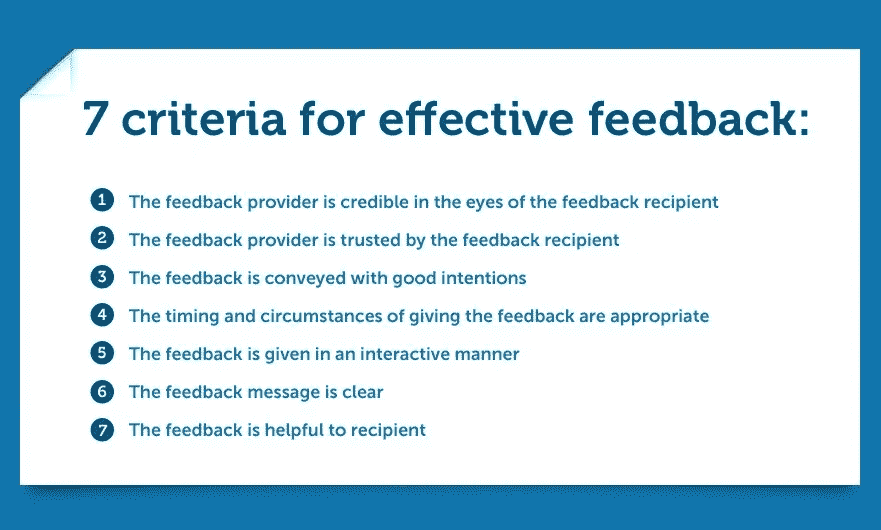 7 criteria for effective feedback:
1 The feedback provider is credible in the eyes of the feedback recipient
2 The feedback provider is trusted by the feedback recipient
3 The feedback is conveyed with good intentions
4 The timing and circumstances of giving the feedback are appropriate
5 The feedback is given in an interactive manner
6 The feedback message is clear
7 The feedback is helpful to recipient